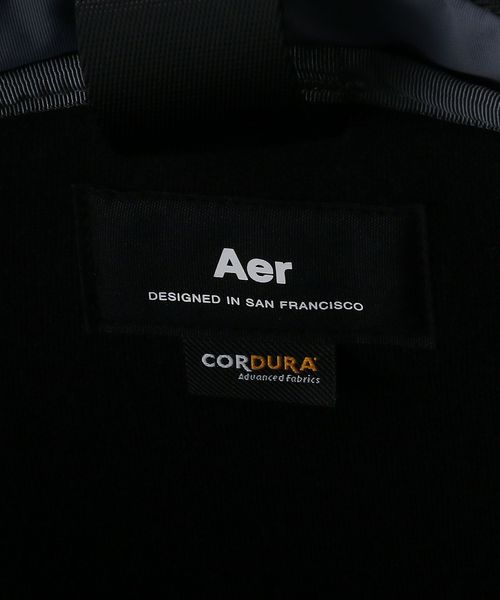 Aer
DESIGNED IN SAN FRANCISCO
CORDURA
Advanced Fabrics